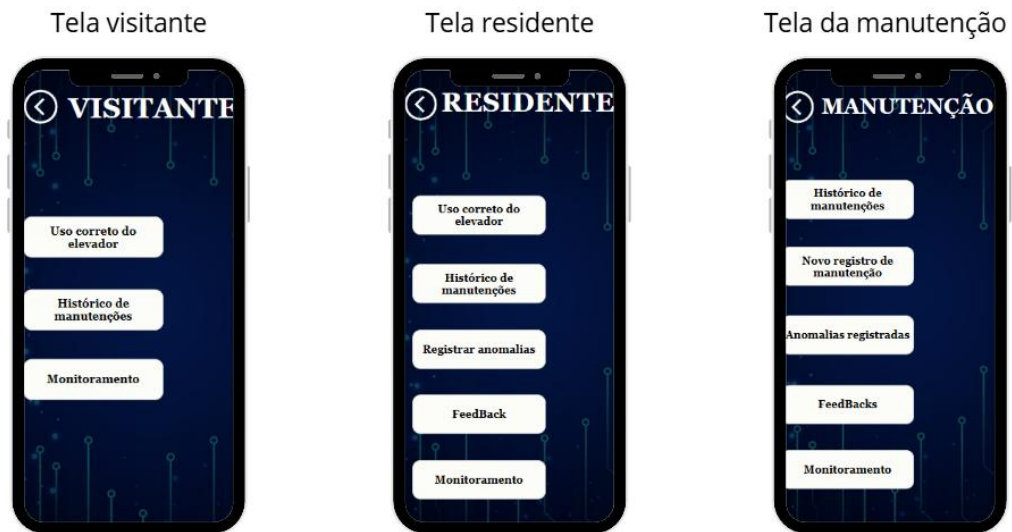 Tela visitante
VISITANTE
Uso correto do
elevador
Histórico de
manutenções
Monitoramento
Tela residente
RESIDENTE
Uso correto do
elevador
Histórico de
manutenções
Registrar anomalias
FeedBack
Monitoramento
Tela da manutenção
MANUTENÇÃO
Histórico de
manutenções
Novo registro de
manutenção
Anomalias registradas
FeedBacks
Monitoramento